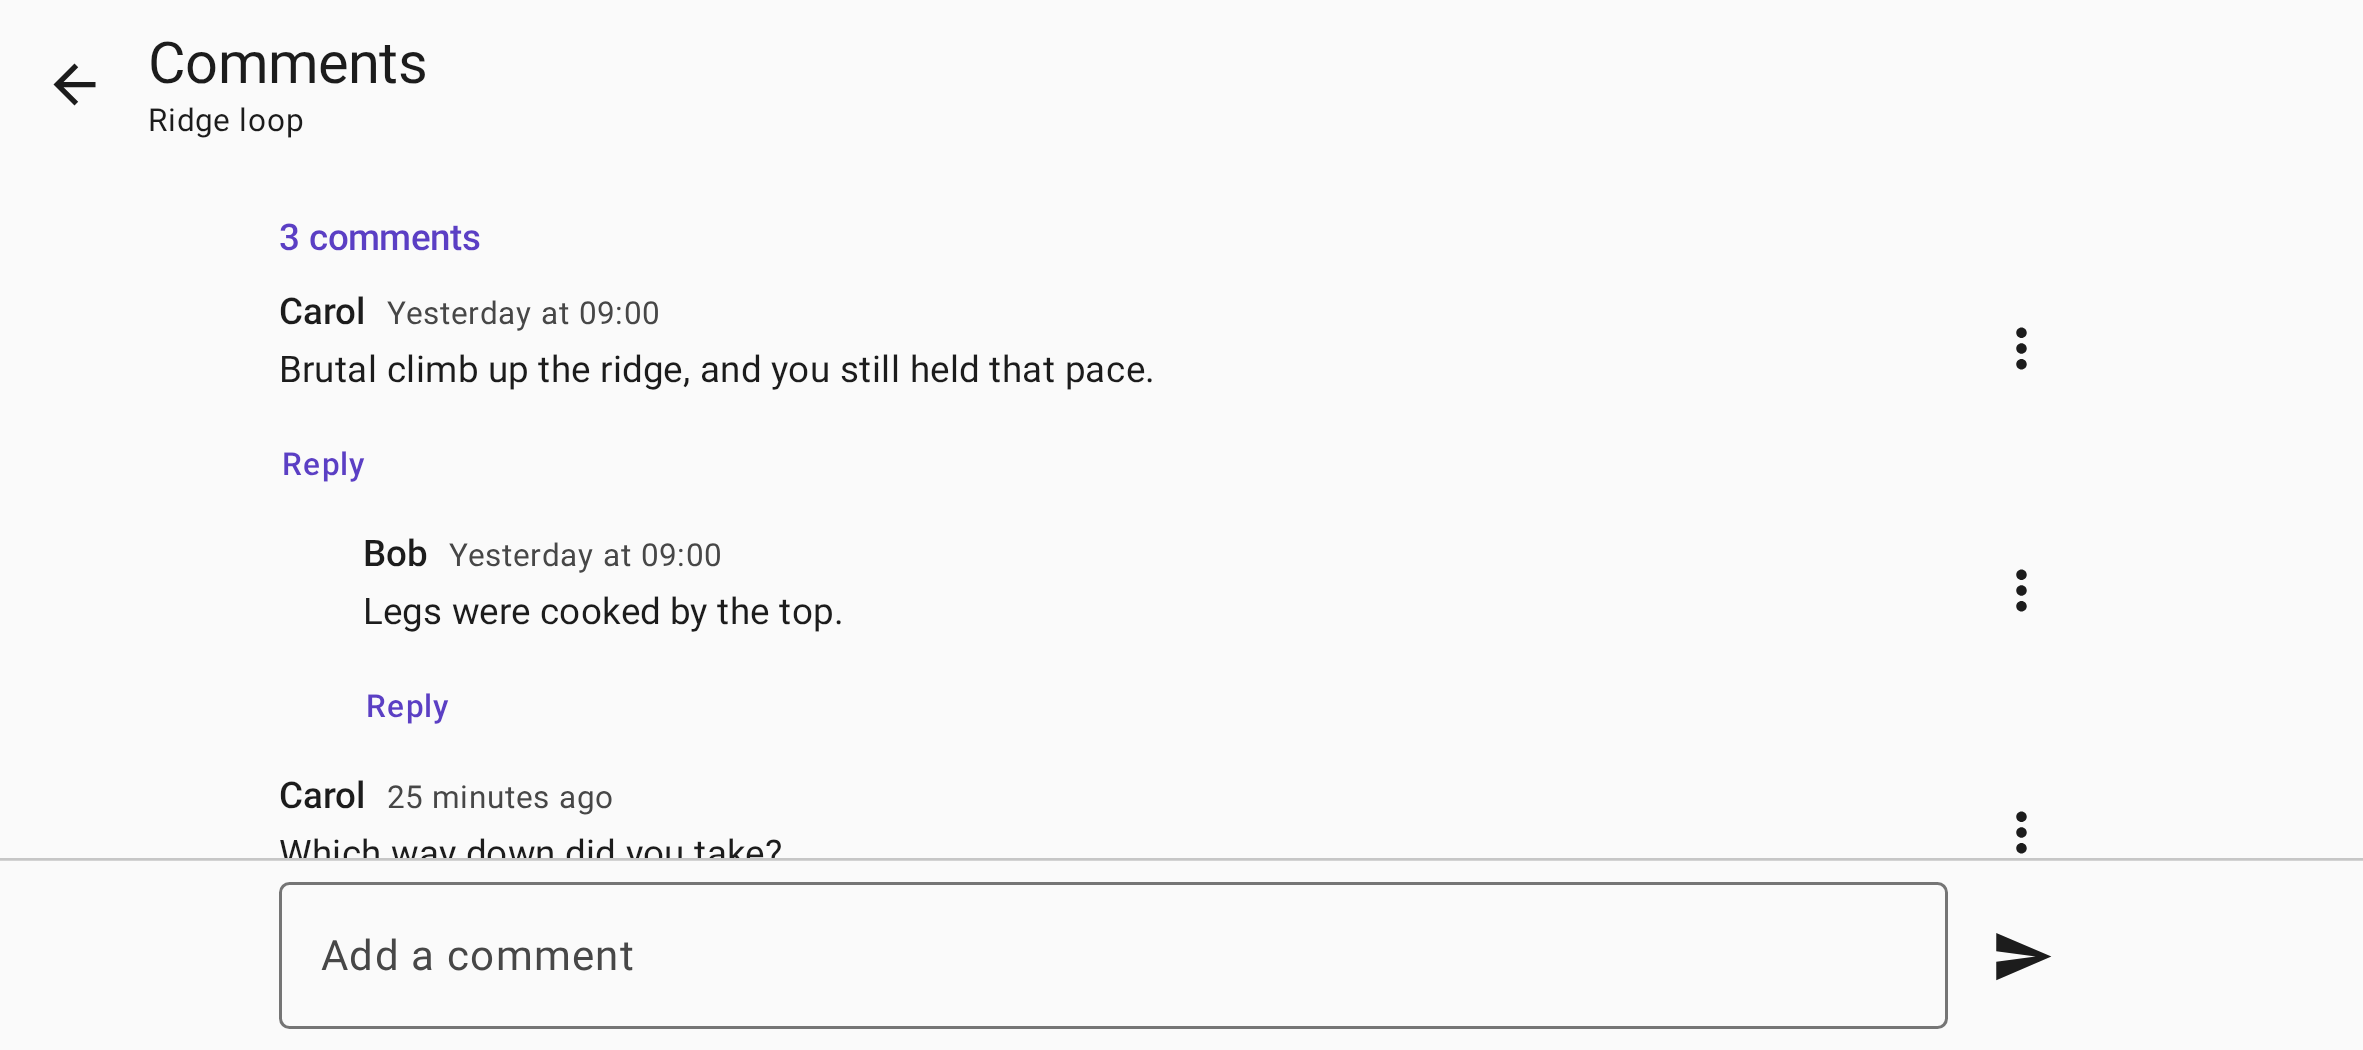 Comments
Ridge loop
3 comments
Carol Yesterday at 09:00
Brutal climb up the ridge, and you still held that pace.
Reply
Bob Yesterday at 09:00
Legs were cooked by the top.
Reply
Carol 25 minutes ago
Which way down did you take?
Add a comment